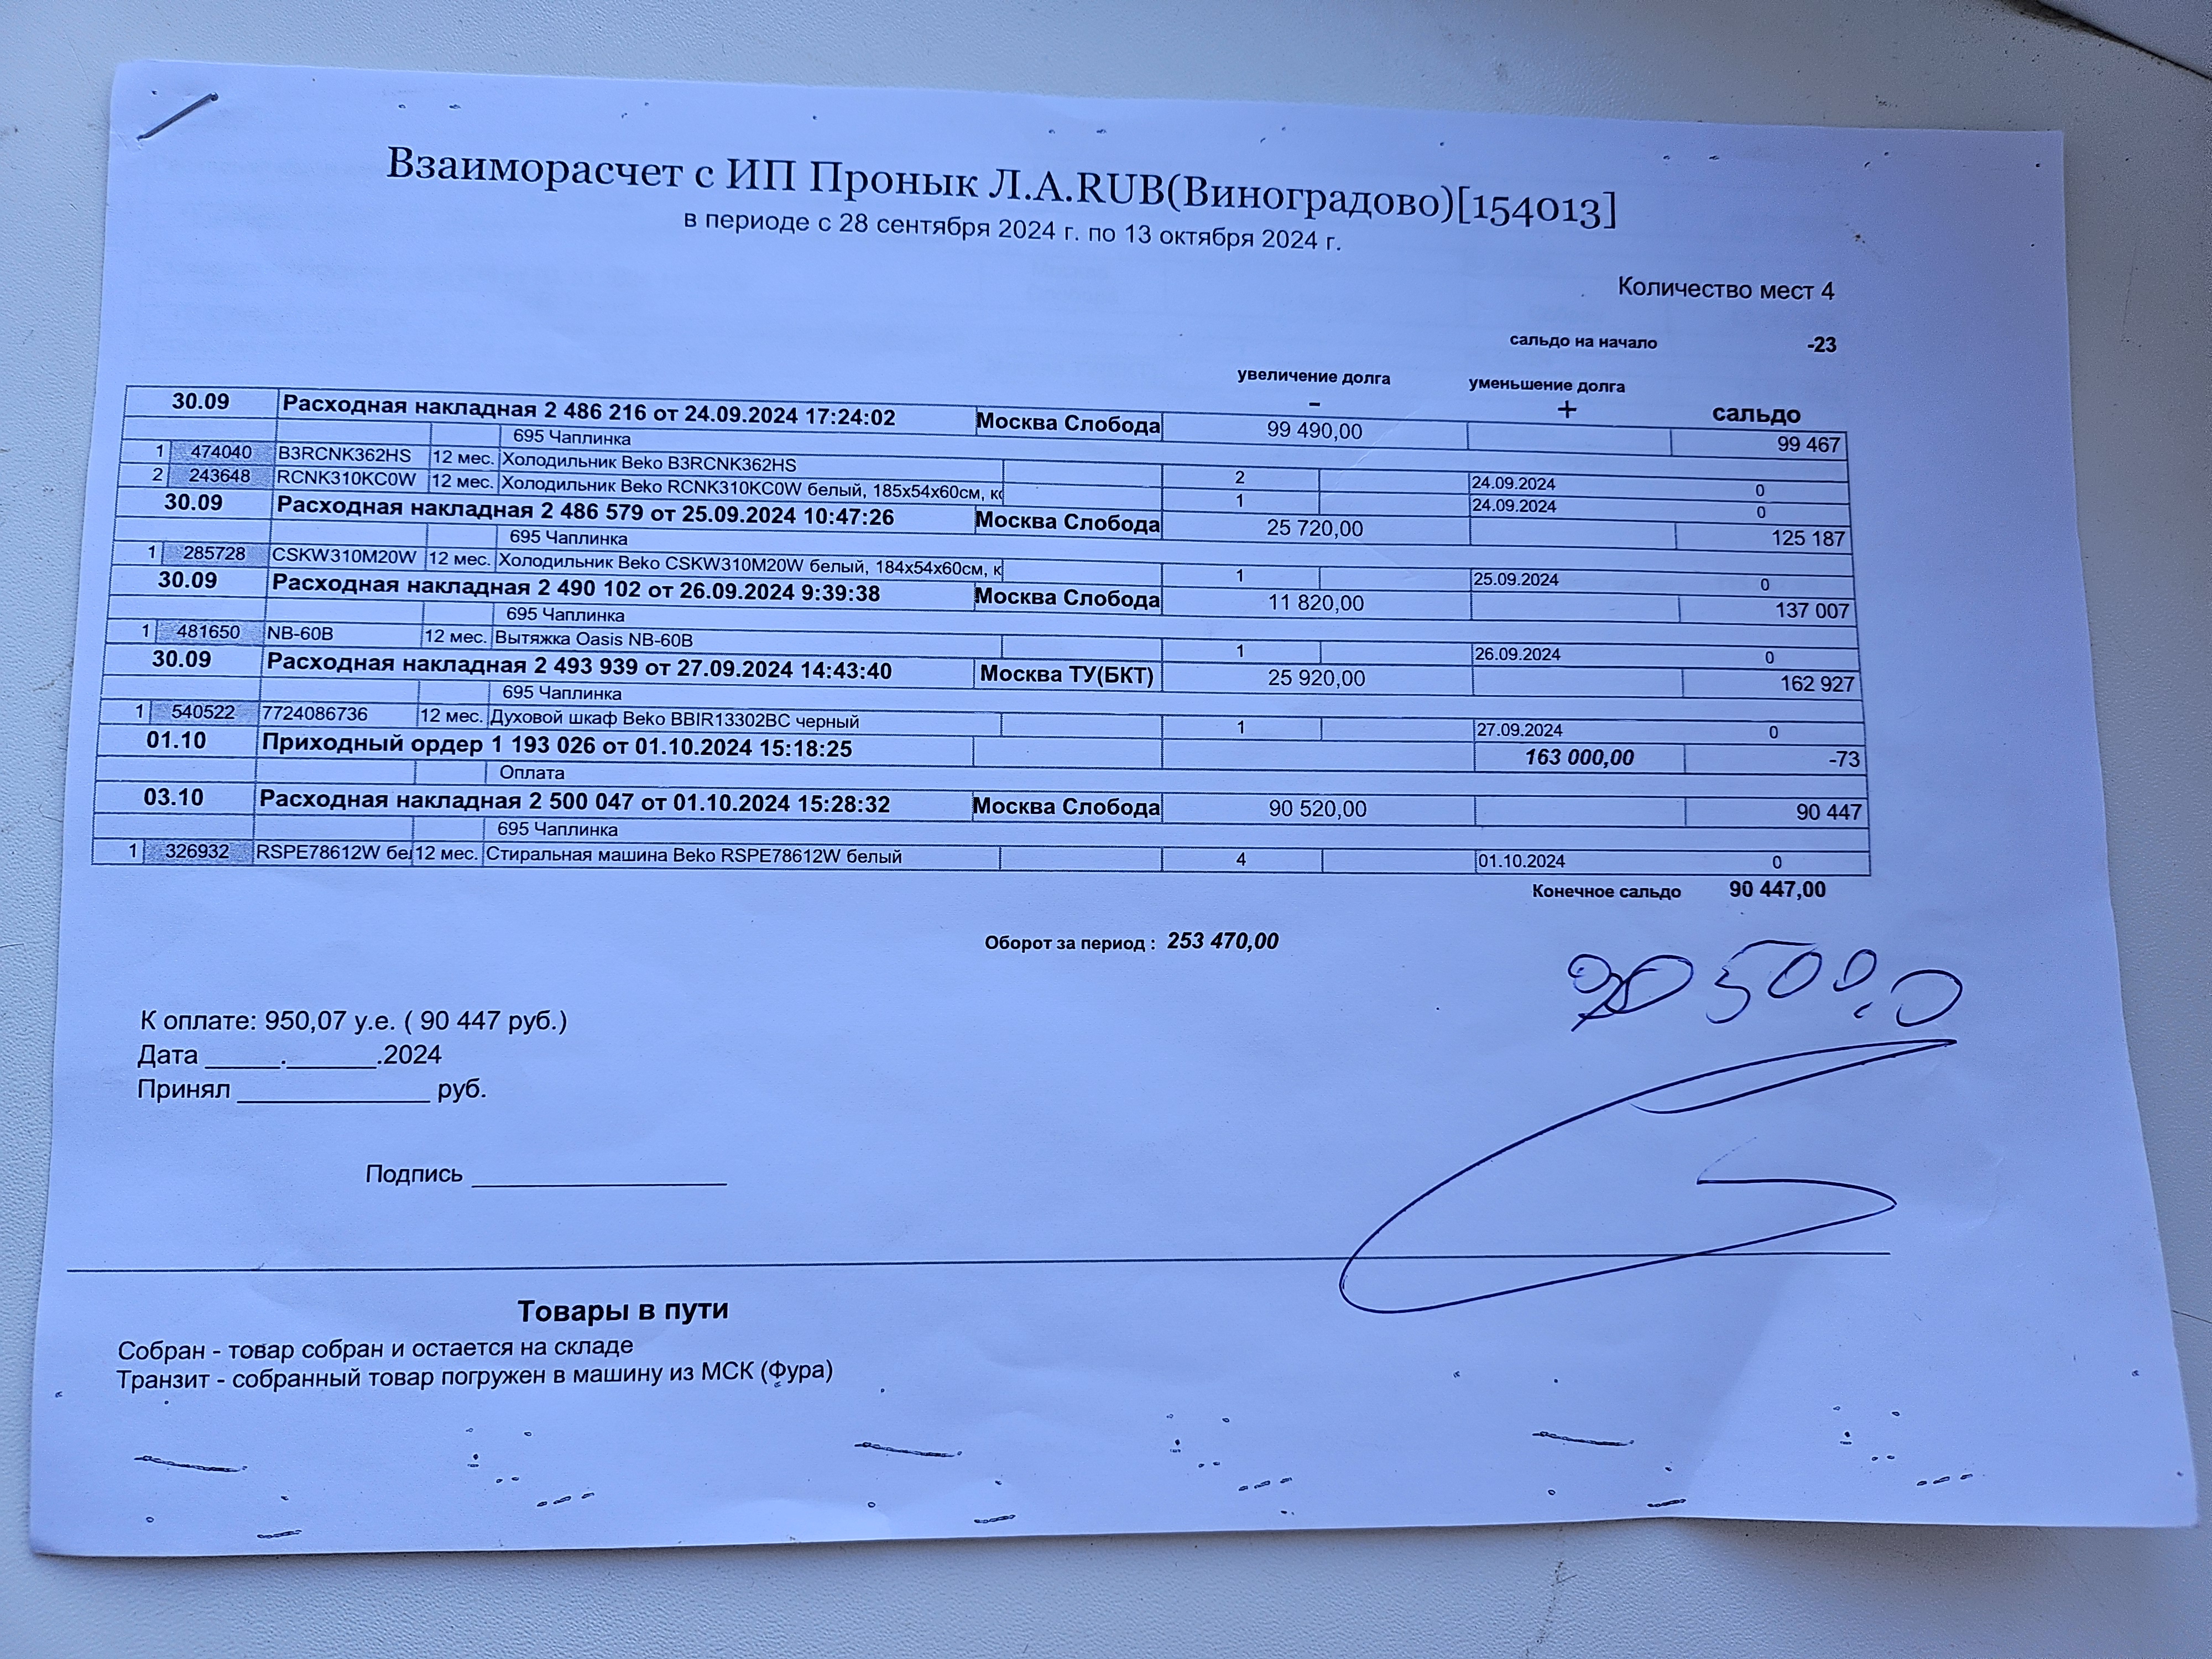 Взаиморасчет с ИП Пронык Л.А.RUB(Виноградово)[154013]
в периоде с 28 сентября 2024 г. по 13 октября 2024 г.
Количество мест 4
сальдо на начало -23
увеличение долга уменьшение долга
- + сальдо
30.09 Расходная накладная 2 486 216 от 24.09.2024 17:24:02 Москва Слобода 99 490,00 99 467
695 Чаплинка
1 474040 B3RCNK362HS 12 мес. Холодильник Beko B3RCNK362HS 2 24.09.2024 0
2 243648 RCNK310KC0W 12 мес. Холодильник Beko RCNK310KC0W белый, 185x54x60см, кс 1 24.09.2024 0
30.09 Расходная накладная 2 486 579 от 25.09.2024 10:47:26 Москва Слобода 25 720,00 125 187
695 Чаплинка
1 285728 CSKW310M20W 12 мес. Холодильник Beko CSKW310M20W белый, 184x54x60см, к 1 25.09.2024 0
30.09 Расходная накладная 2 490 102 от 26.09.2024 9:39:38 Москва Слобода 11 820,00 137 007
695 Чаплинка
1 481650 NB-60B 12 мес. Вытяжка Oasis NB-60B 1 26.09.2024 0
30.09 Расходная накладная 2 493 939 от 27.09.2024 14:43:40 Москва ТУ(БКТ) 25 920,00 162 927
695 Чаплинка
1 540522 7724086736 12 мес. Духовой шкаф Beko BBIR13302BC черный 1 27.09.2024 0
01.10 Приходный ордер 1 193 026 от 01.10.2024 15:18:25 163 000,00 -73
Оплата
03.10 Расходная накладная 2 500 047 от 01.10.2024 15:28:32 Москва Слобода 90 520,00 90 447
695 Чаплинка
1 326932 RSPE78612W бел 12 мес. Стиральная машина Beko RSPE78612W белый 4 01.10.2024 0
Конечное сальдо 90 447,00
Оборот за период : 253 470,00
К оплате: 950,07 у.е. ( 90 447 руб.)
Дата _____.______.2024
Принял _____________ руб.
Подпись _________________
Товары в пути
Собран - товар собран и остается на складе
Транзит - собранный товар погружен в машину из МСК (Фура)